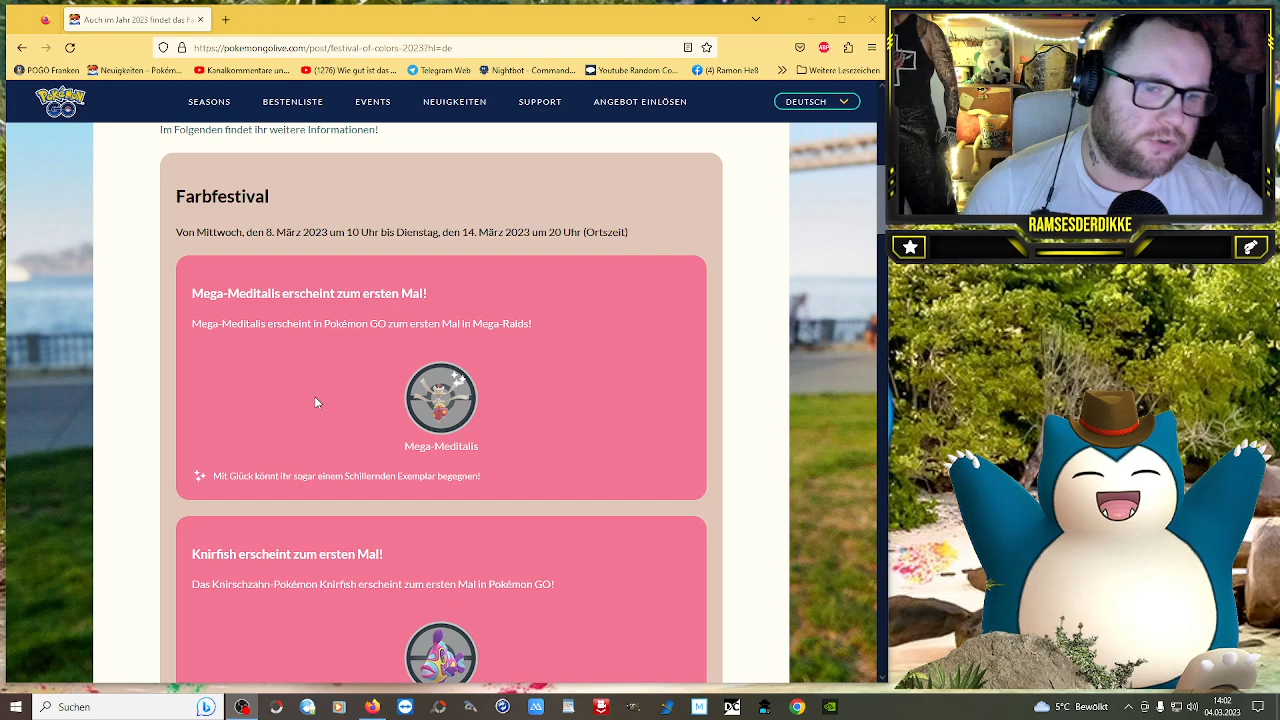 Auch im Jahr 2023 findet das Fa
https://pokemongolive.com/post/festival-of-colors-2023?hl=de
POGO Franken
Neuigkeiten – Pokém...
Kanalkommentare un...
(1276) Wie gut ist das ...
Telegram Web
Nightbot - Comman...
Youtube Random Co...
(4) Ramon Heß
Weitere Lesezeichen
Pokémon GO
SEASONS
BESTENLISTE
EVENTS
NEUIGKEITEN
SUPPORT
ANGEBOT EINLÖSEN
DEUTSCH
Im Folgenden findet ihr weitere Informationen!
Farbfestival
Von Mittwoch, den 8. März 2023 um 10 Uhr bis Dienstag, den 14. März 2023 um 20 Uhr (Ortszeit)
Mega-Meditalis erscheint zum ersten Mal!
Mega-Meditalis erscheint in Pokémon GO zum ersten Mal in Mega-Raids!
Mega-Meditalis
Mit Glück könnt ihr sogar einem Schillernden Exemplar begegnen!
Knirfish erscheint zum ersten Mal!
Das Knirschzahn-Pokémon Knirfish erscheint zum ersten Mal in Pokémon GO!
RAMSESDERDIKKE
Suchen
5°C Bewölkt
14:02
04.03.2023